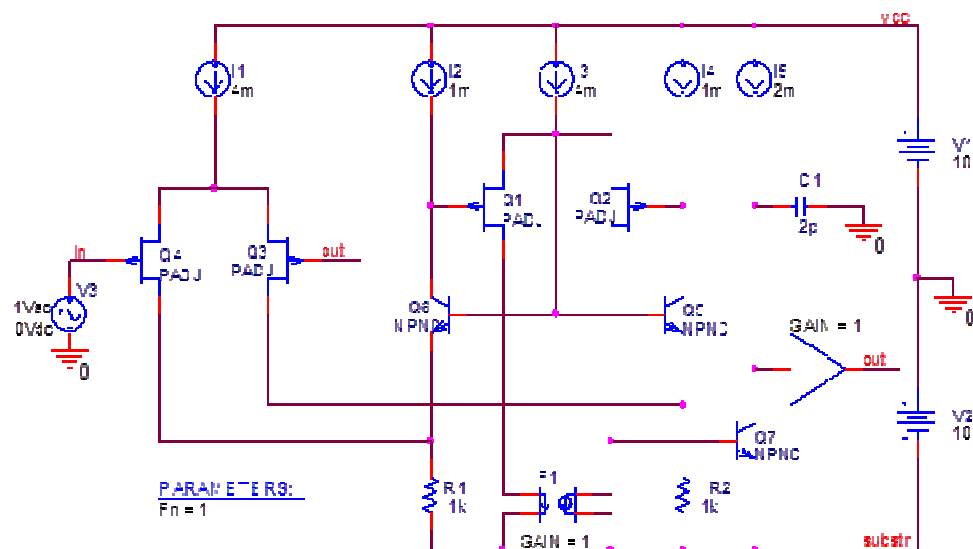 vcc
I1
4m
I2
1m
3
4m
I4
1m
I5
2m
V1
10
C1
2p
0
Q1
PADJ
Q2
PADJ
in
Q4
PADJ
Q3
PADJ
out
V3
1Vac
0Vdc
0
Q6
NPNC
NPNC
0
GAIN = 1
out
V2
10
Q7
NPNC
PARAMETERS:
Fn = 1
R1
1k
F1
GAIN = 1
R2
1k
substr